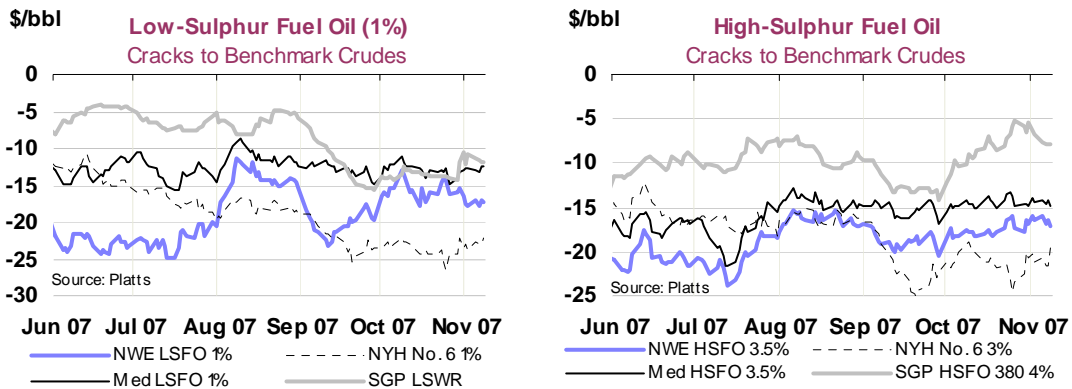 $/bbl
Low-Sulphur Fuel Oil (1%)
Cracks to Benchmark Crudes
0
-5
-10
-15
-20
-25
-30
Source: Platts
Jun 07 Jul 07 Aug 07 Sep 07 Oct 07 Nov 07
NWE LSFO 1% NYH No. 6 1%
Med LSFO 1% SGP LSWR
$/bbl
High-Sulphur Fuel Oil
Cracks to Benchmark Crudes
0
-5
-10
-15
-20
-25
Source: Platts
Jun 07 Jul 07 Aug 07 Sep 07 Oct 07 Nov 07
NWE HSFO 3.5% NYH No. 6 3%
Med HSFO 3.5% SGP HSFO 380 4%